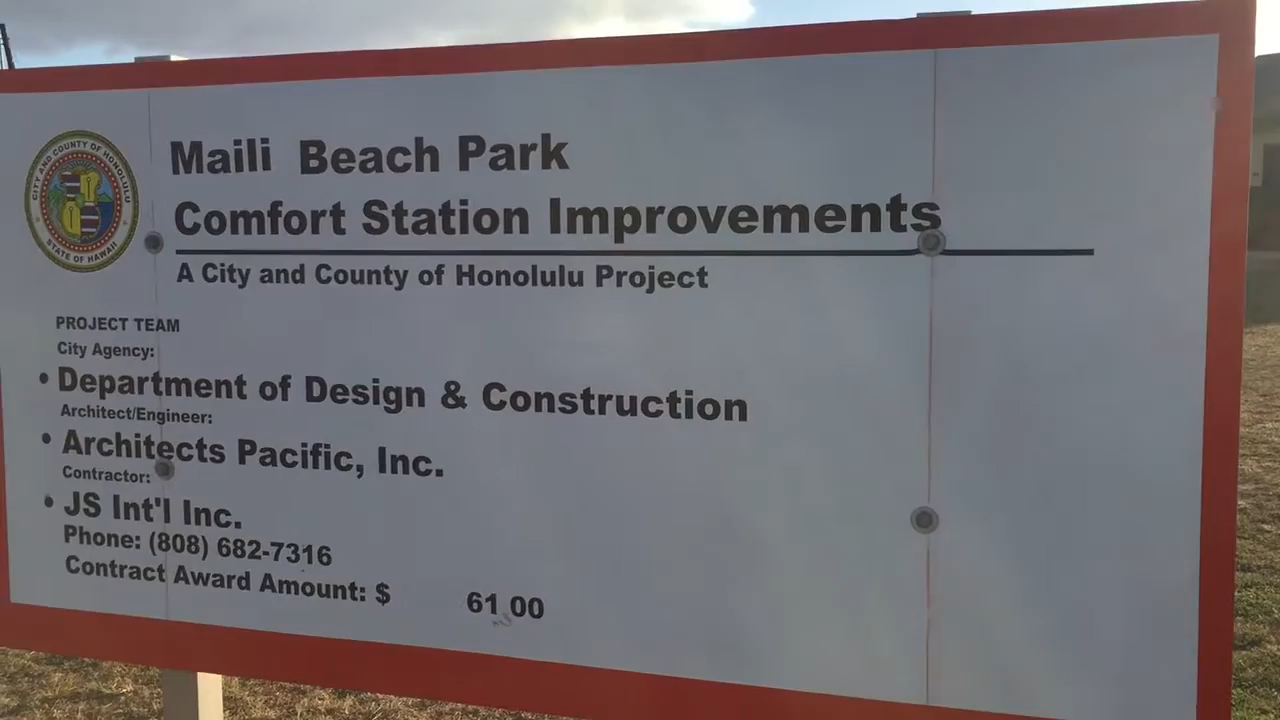 CITY AND COUNTY OF HONOLULU
STATE OF HAWAII
Maili Beach Park
Comfort Station Improvements
A City and County of Honolulu Project
PROJECT TEAM
City Agency:
• Department of Design & Construction
Architect/Engineer:
• Architects Pacific, Inc.
Contractor:
• JS Int'l Inc.
Phone: (808) 682-7316
Contract Award Amount: $ 61 00